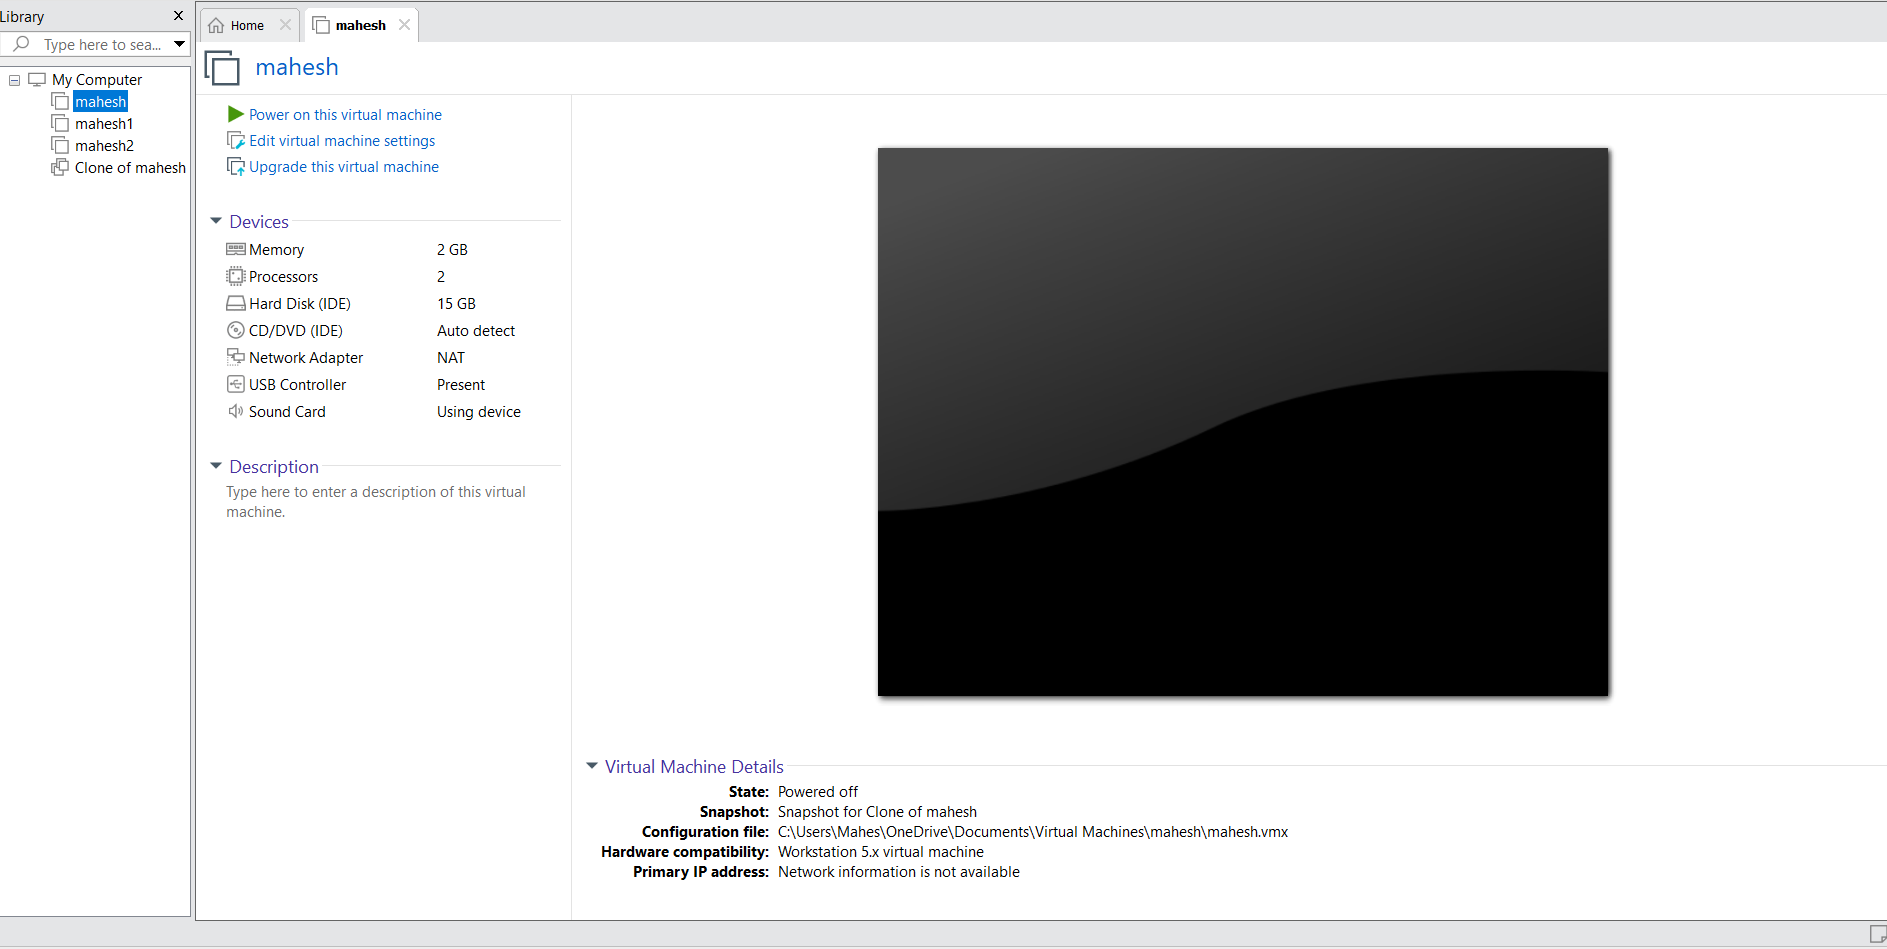 Library
Type here to sea...
My Computer
mahesh
mahesh1
mahesh2
Clone of mahesh
Home
mahesh
mahesh
Power on this virtual machine
Edit virtual machine settings
Upgrade this virtual machine
Devices
Memory 2 GB
Processors 2
Hard Disk (IDE) 15 GB
CD/DVD (IDE) Auto detect
Network Adapter NAT
USB Controller Present
Sound Card Using device
Description
Type here to enter a description of this virtual
machine.
Virtual Machine Details
State: Powered off
Snapshot: Snapshot for Clone of mahesh
Configuration file: C:\Users\Mahes\OneDrive\Documents\Virtual Machines\mahesh\mahesh.vmx
Hardware compatibility: Workstation 5.x virtual machine
Primary IP address: Network information is not available